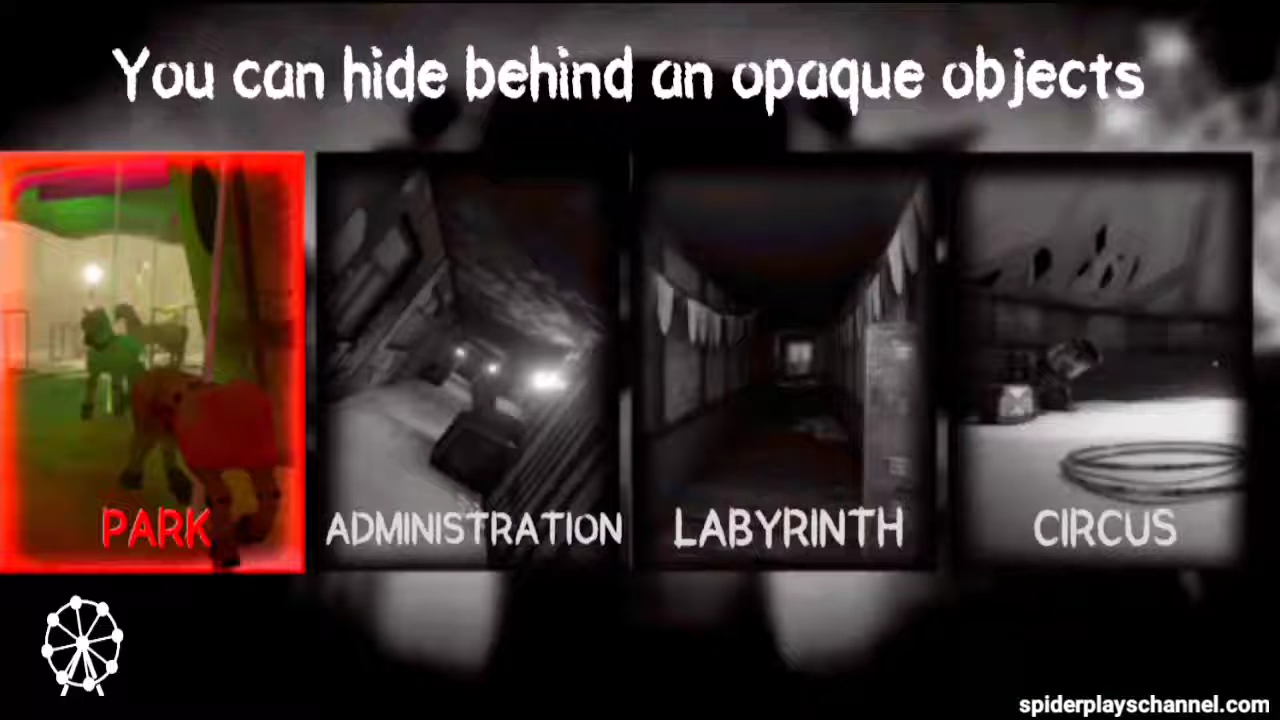 You can hide behind an opaque objects
PARK
ADMINISTRATION
LABYRINTH
CIRCUS
spiderplayschannel.com